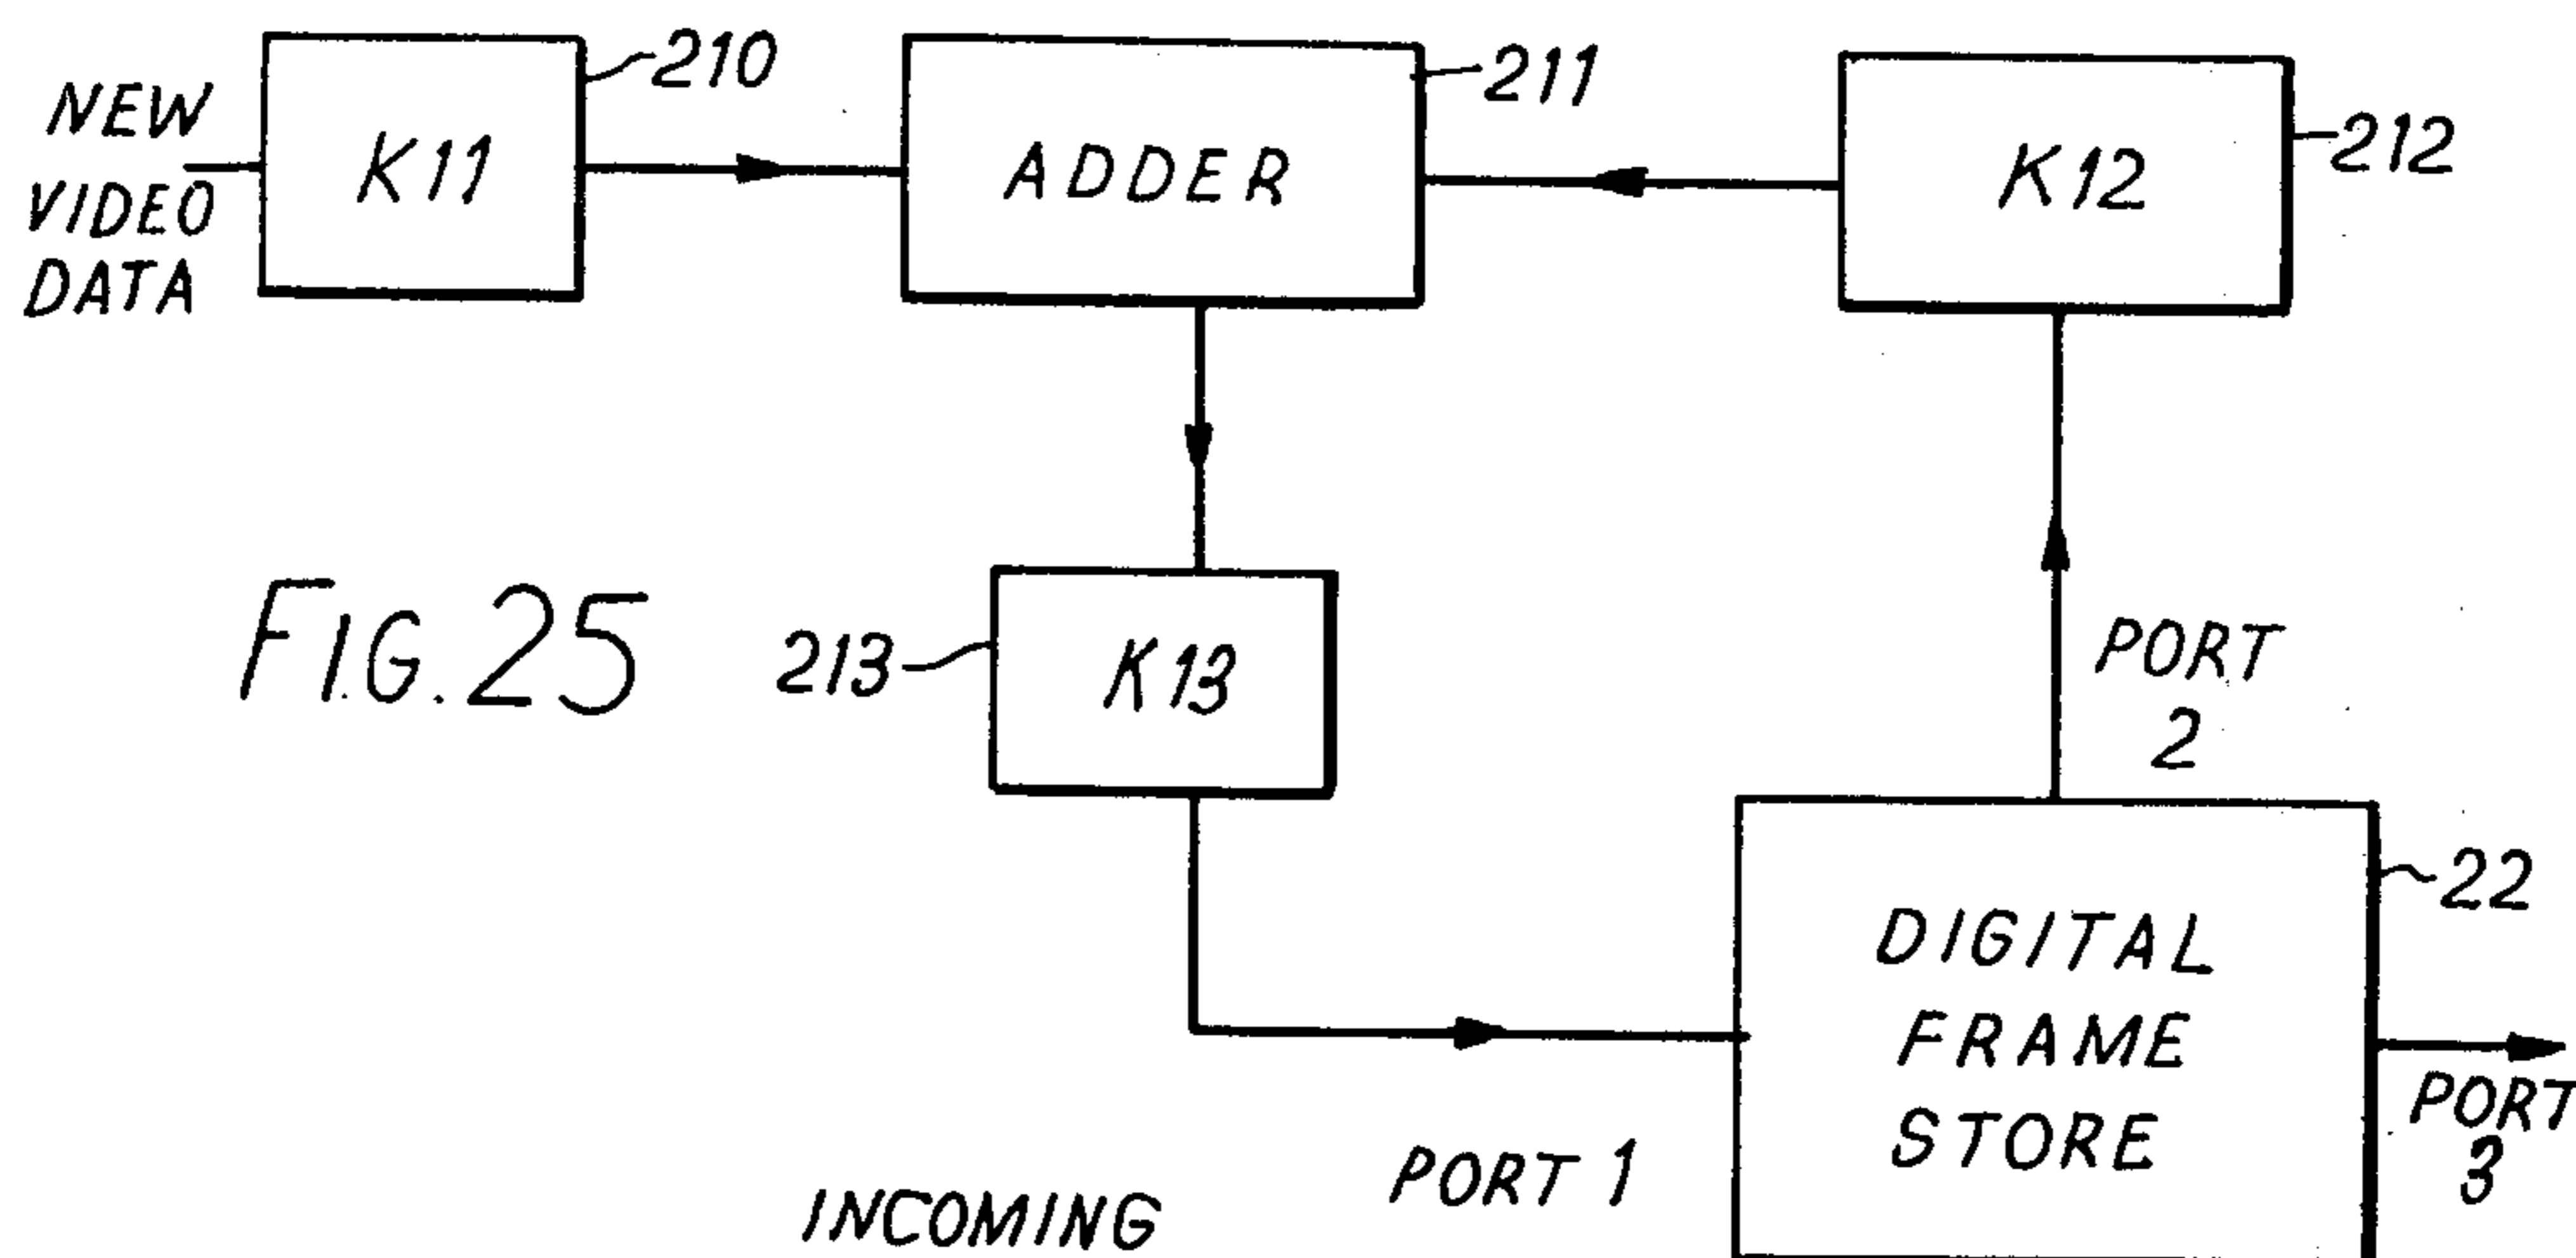 NEW
VIDEO
DATA
K11
210
ADDER
211
K12
212
FIG. 25
213
K13
PORT
2
22
DIGITAL
FRAME
STORE
PORT
3
PORT 1
INCOMING